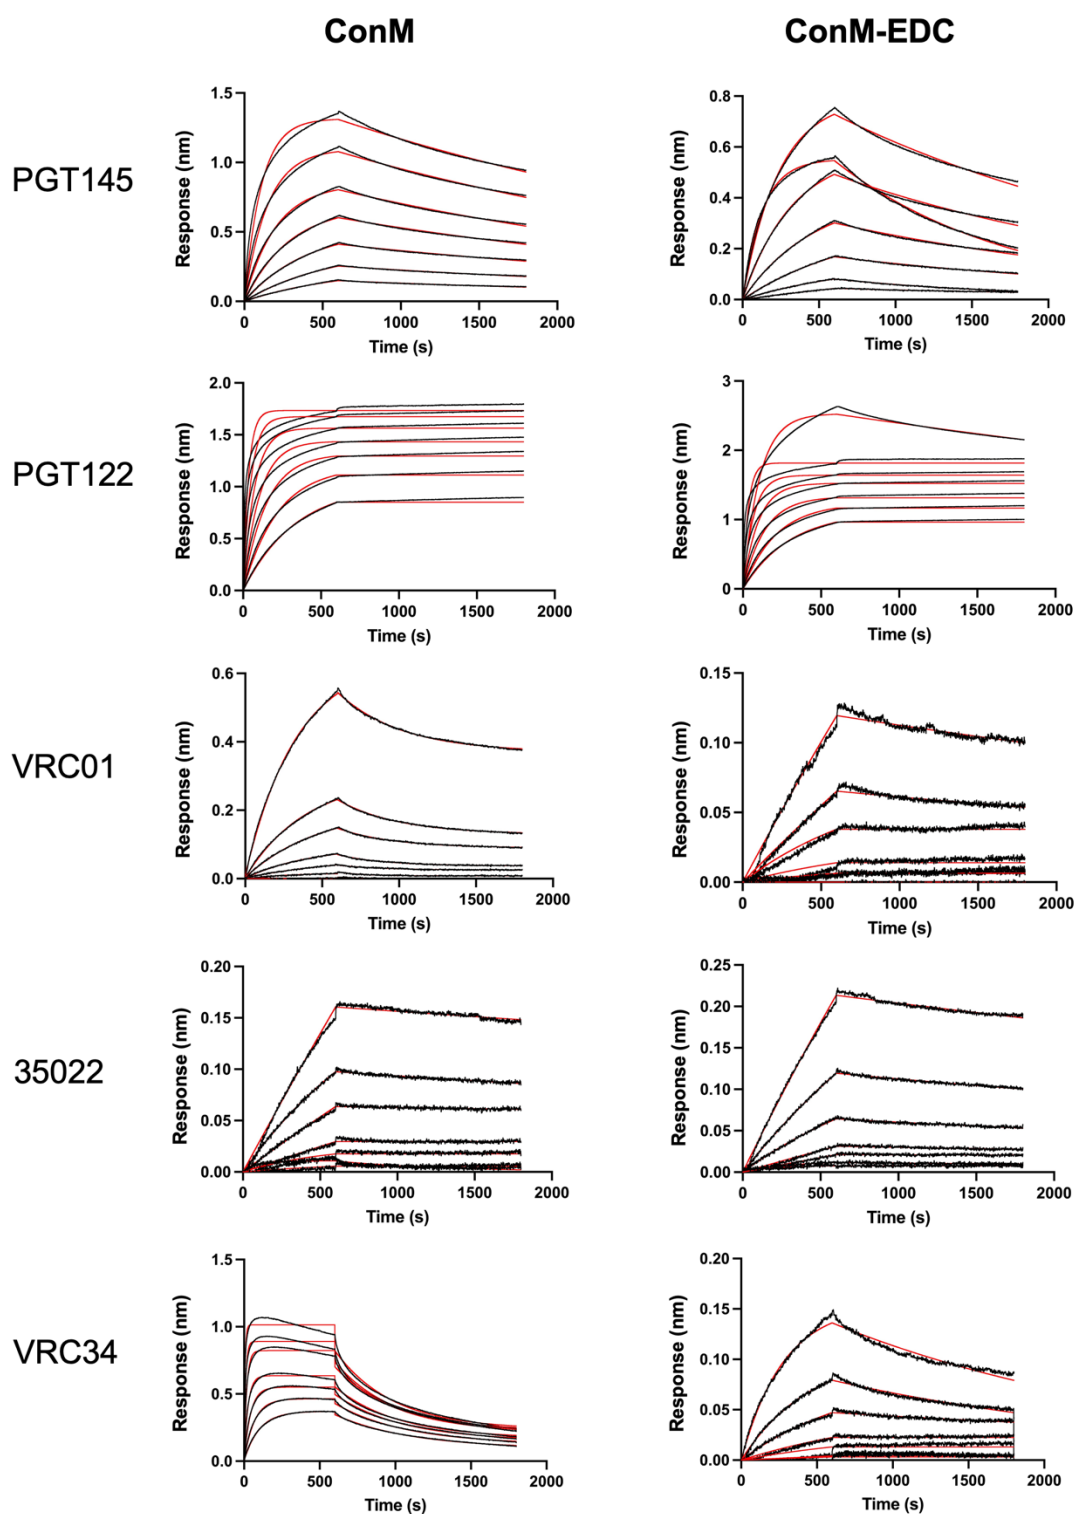 ConM ConM-EDC
PGT145
Response (nm)
1.5
1.0
0.5
0.0
0 500 1000 1500 2000
Time (s)
Response (nm)
0.8
0.6
0.4
0.2
0.0
0 500 1000 1500 2000
Time (s)
PGT122
Response (nm)
2.0
1.5
1.0
0.5
0.0
0 500 1000 1500 2000
Time (s)
Response (nm)
3
2
1
0
0 500 1000 1500 2000
Time (s)
VRC01
Response (nm)
0.6
0.4
0.2
0.0
0 500 1000 1500 2000
Time (s)
Response (nm)
0.15
0.10
0.05
0.00
0 500 1000 1500 2000
Time (s)
35022
Response (nm)
0.20
0.15
0.10
0.05
0.00
0 500 1000 1500 2000
Time (s)
Response (nm)
0.25
0.20
0.15
0.10
0.05
0.00
0 500 1000 1500 2000
Time (s)
VRC34
Response (nm)
1.5
1.0
0.5
0.0
0 500 1000 1500 2000
Time (s)
Response (nm)
0.20
0.15
0.10
0.05
0.00
0 500 1000 1500 2000
Time (s)